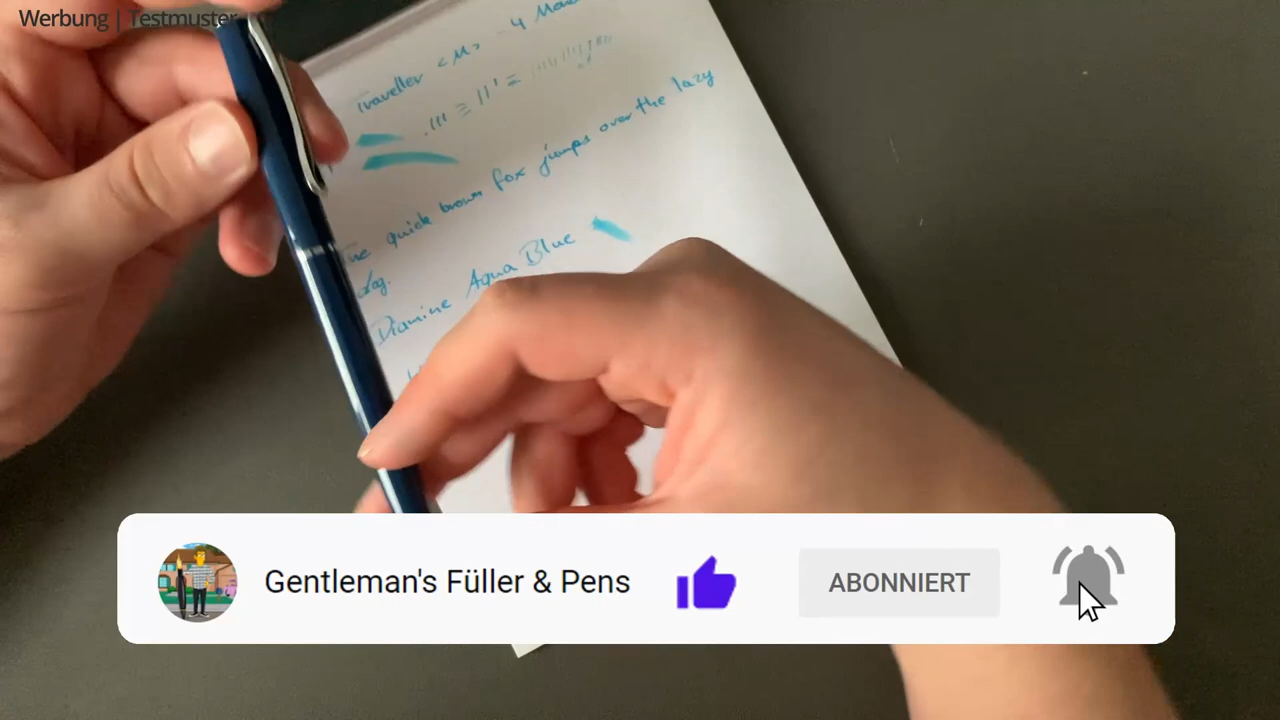 Werbung | Testmuster
Traveller <M> - 4
The quick brown fox jumps over the lazy
dog.
Diamine Aqua Blue
Gentleman's Füller & Pens
ABONNIERT